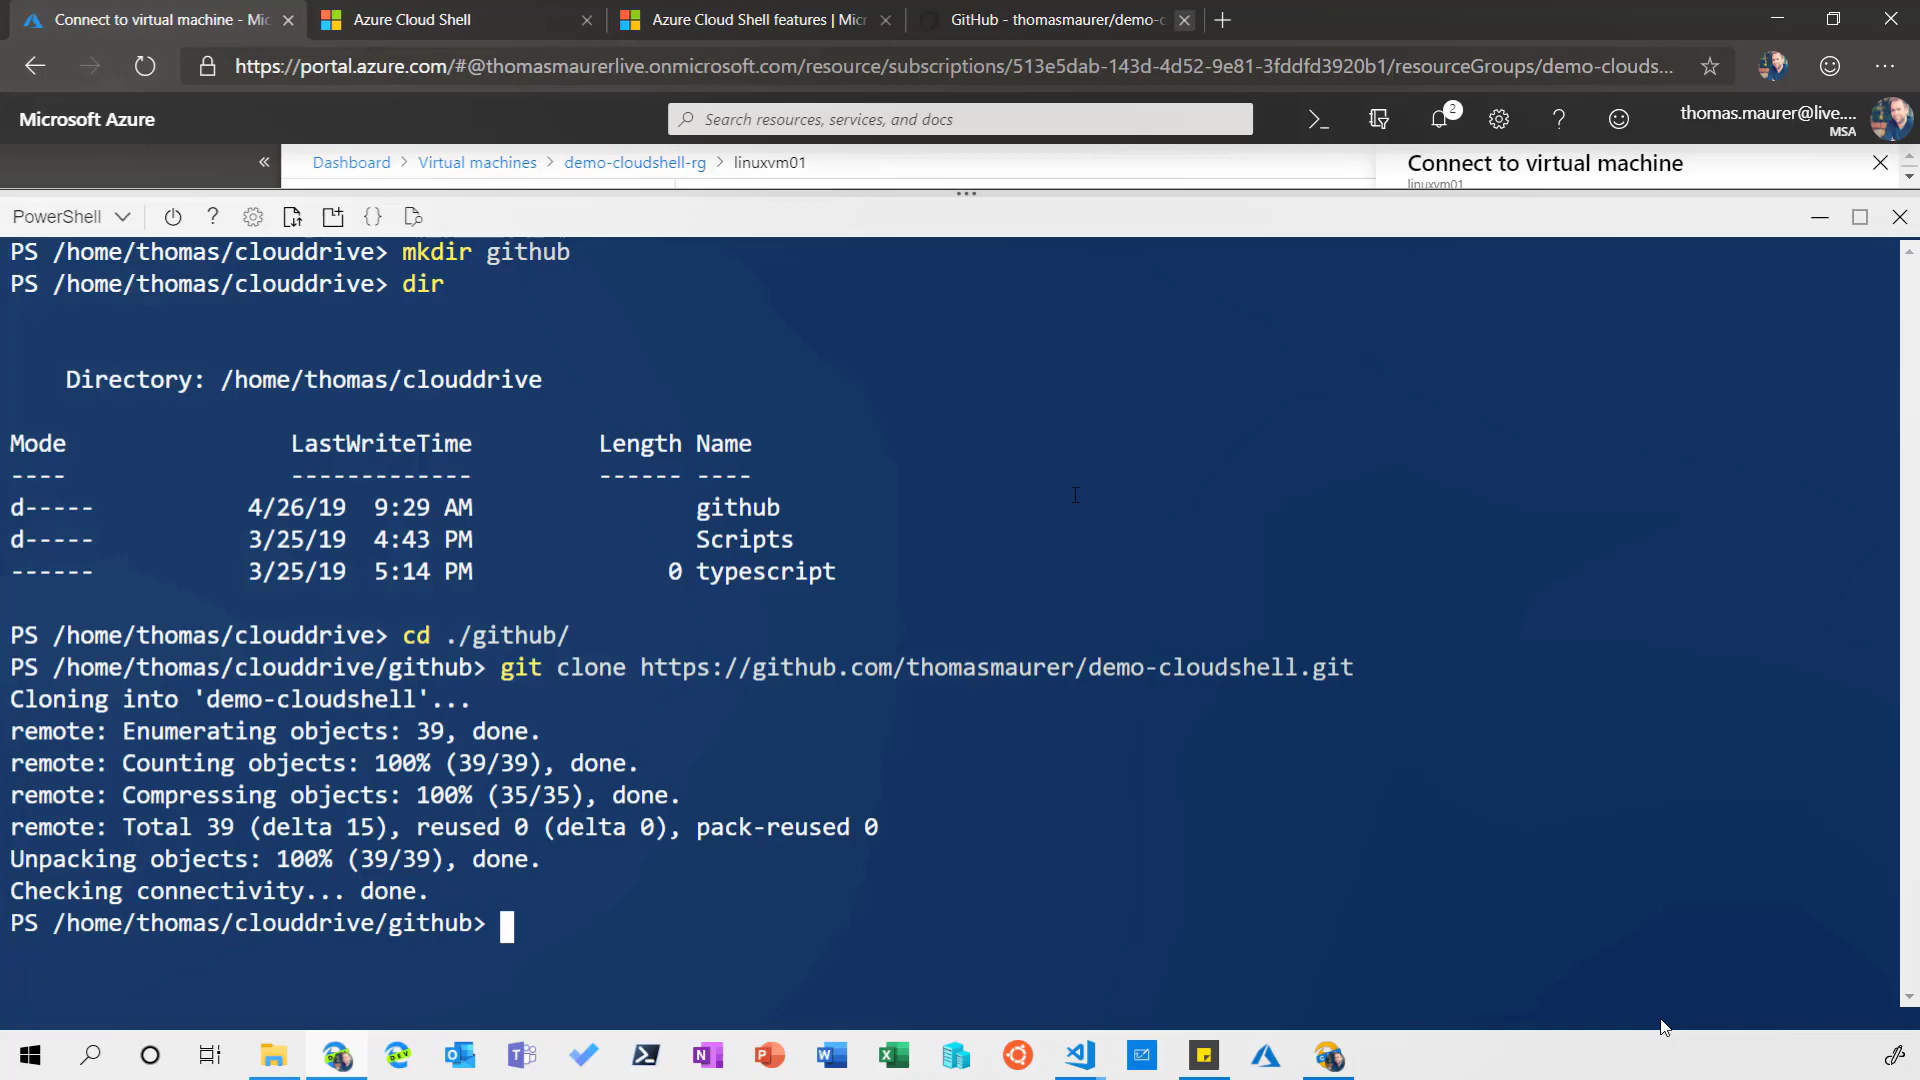 Connect to virtual machine - Mic
Azure Cloud Shell
Azure Cloud Shell features | Micr
GitHub - thomasmaurer/demo-c
https://portal.azure.com/#@thomasmaurerlive.onmicrosoft.com/resource/subscriptions/513e5dab-143d-4d52-9e81-3fddfd3920b1/resourceGroups/demo-clouds...
Microsoft Azure
Search resources, services, and docs
2
thomas.maurer@live....
MSA
Dashboard > Virtual machines > demo-cloudshell-rg > linuxvm01
Connect to virtual machine
linuxvm01
PowerShell
PS /home/thomas/clouddrive> mkdir github
PS /home/thomas/clouddrive> dir
Directory: /home/thomas/clouddrive
Mode LastWriteTime Length Name
---- ------------- ------ ----
d----- 4/26/19 9:29 AM github
d----- 3/25/19 4:43 PM Scripts
------ 3/25/19 5:14 PM 0 typescript
PS /home/thomas/clouddrive> cd ./github/
PS /home/thomas/clouddrive/github> git clone https://github.com/thomasmaurer/demo-cloudshell.git
Cloning into 'demo-cloudshell'...
remote: Enumerating objects: 39, done.
remote: Counting objects: 100% (39/39), done.
remote: Compressing objects: 100% (35/35), done.
remote: Total 39 (delta 15), reused 0 (delta 0), pack-reused 0
Unpacking objects: 100% (39/39), done.
Checking connectivity... done.
PS /home/thomas/clouddrive/github>